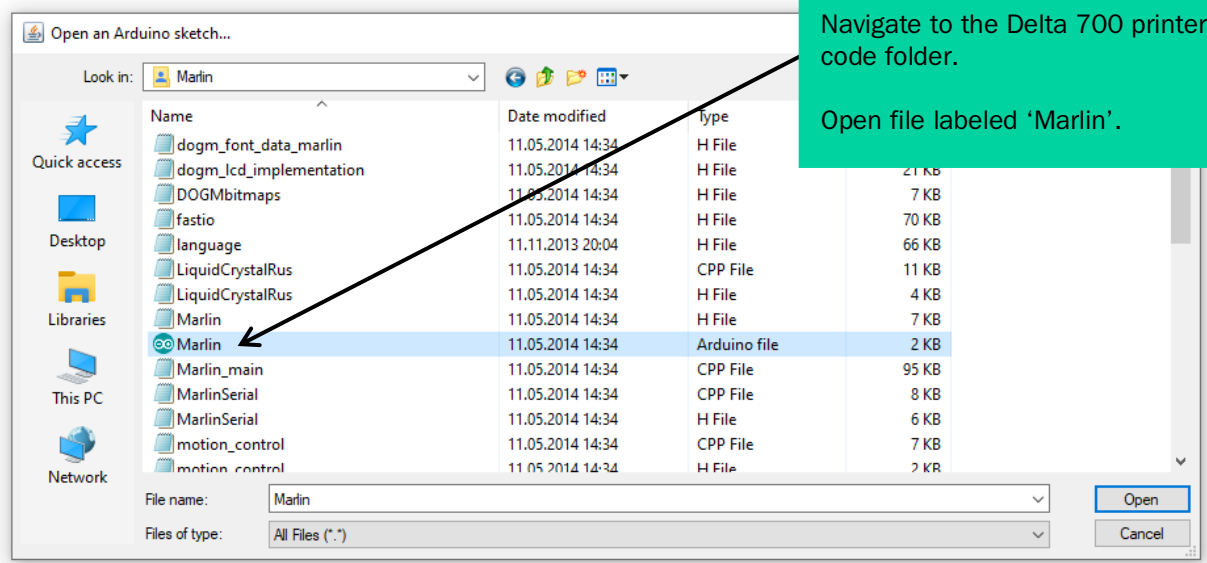 Open an Arduino sketch...
Navigate to the Delta 700 printer
code folder.
Open file labeled ‘Marlin’.
Look in: Marlin
Name Date modified Type
dogm_font_data_marlin 11.05.2014 14:34 H File
dogm_lcd_implementation 11.05.2014 14:34 H File 21 KB
DOGMbitmaps 11.05.2014 14:34 H File 7 KB
fastio 11.05.2014 14:34 H File 70 KB
language 11.11.2013 20:04 H File 66 KB
LiquidCrystalRus 11.05.2014 14:34 CPP File 11 KB
LiquidCrystalRus 11.05.2014 14:34 H File 4 KB
Marlin 11.05.2014 14:34 H File 7 KB
Marlin 11.05.2014 14:34 Arduino file 2 KB
Marlin_main 11.05.2014 14:34 CPP File 95 KB
MarlinSerial 11.05.2014 14:34 CPP File 8 KB
MarlinSerial 11.05.2014 14:34 H File 6 KB
motion_control 11.05.2014 14:34 CPP File 7 KB
motion_control 11.05.2014 14:34 H File 2 KB
Quick access
Desktop
Libraries
This PC
Network
File name: Marlin Open
Files of type: All Files (*.*) Cancel